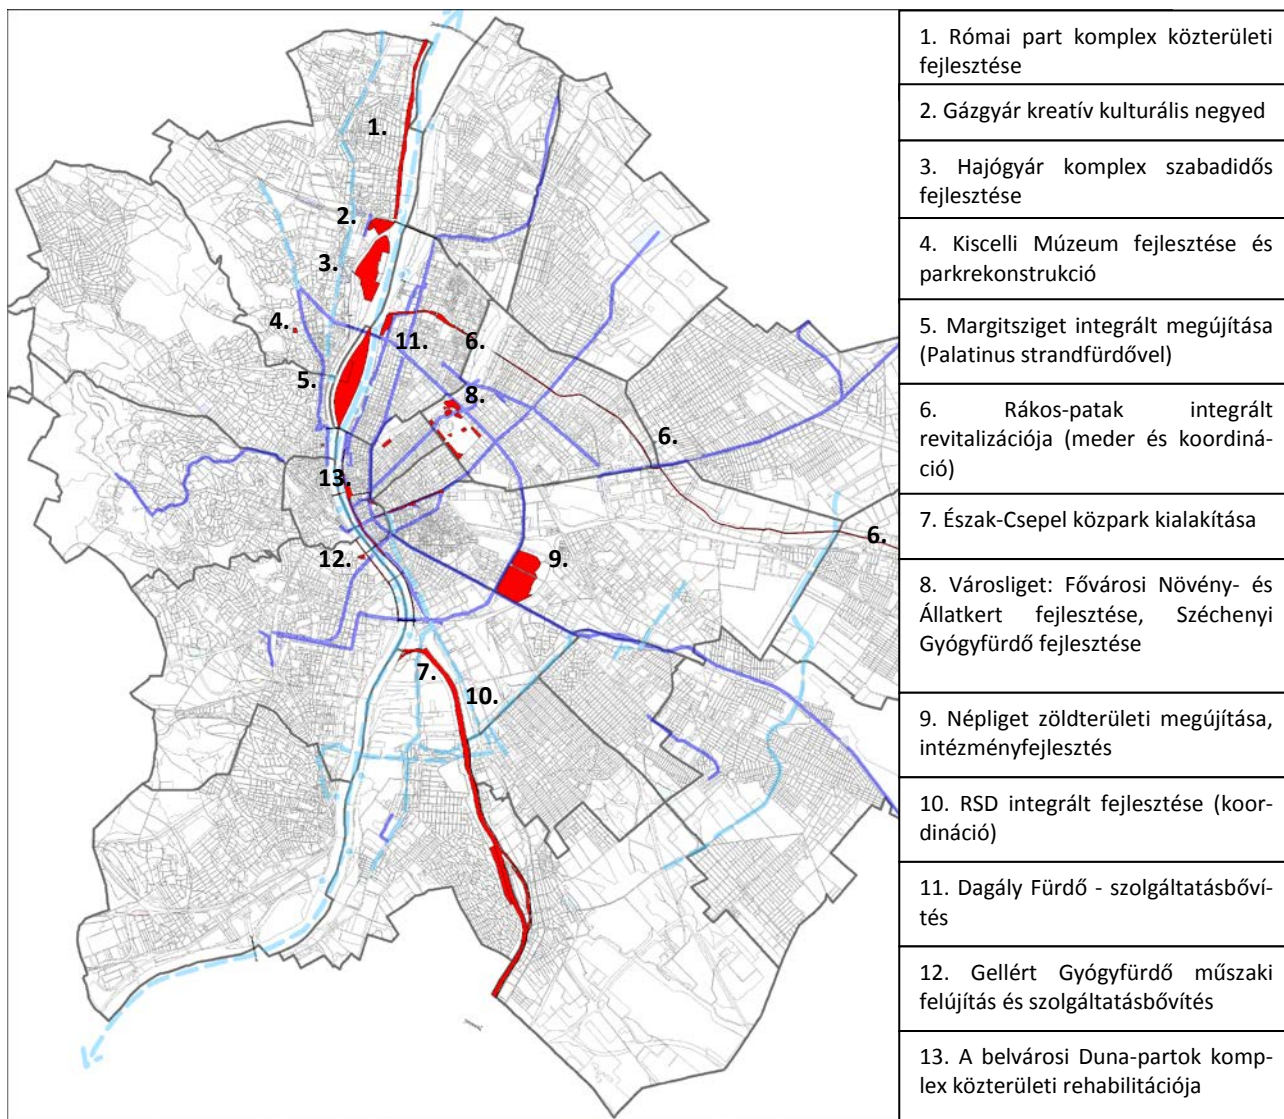 1.
2.
3.
4.
11.
6.
5.
8.
6.
13.
6.
12.
9.
7.
10.
1. Római part komplex közterületi
fejlesztése
2. Gázgyár kreatív kulturális negyed
3. Hajógyár komplex szabadidős
fejlesztése
4. Kiscelli Múzeum fejlesztése és
parkrekonstrukció
5. Margitsziget integrált megújítása
(Palatinus strandfürdővel)
6. Rákos-patak integrált
revitalizációja (meder és koordiná-
ció)
7. Észak-Csepel közpark kialakítása
8. Városliget: Fővárosi Növény- és
Állatkert fejlesztése, Széchenyi
Gyógyfürdő fejlesztése
9. Népliget zöldterületi megújítása,
intézményfejlesztés
10. RSD integrált fejlesztése (koor-
dináció)
11. Dagály Fürdő - szolgáltatásbőví-
tés
12. Gellért Gyógyfürdő műszaki
felújítás és szolgáltatásbővítés
13. A belvárosi Duna-partok komp-
lex közterületi rehabilitációja